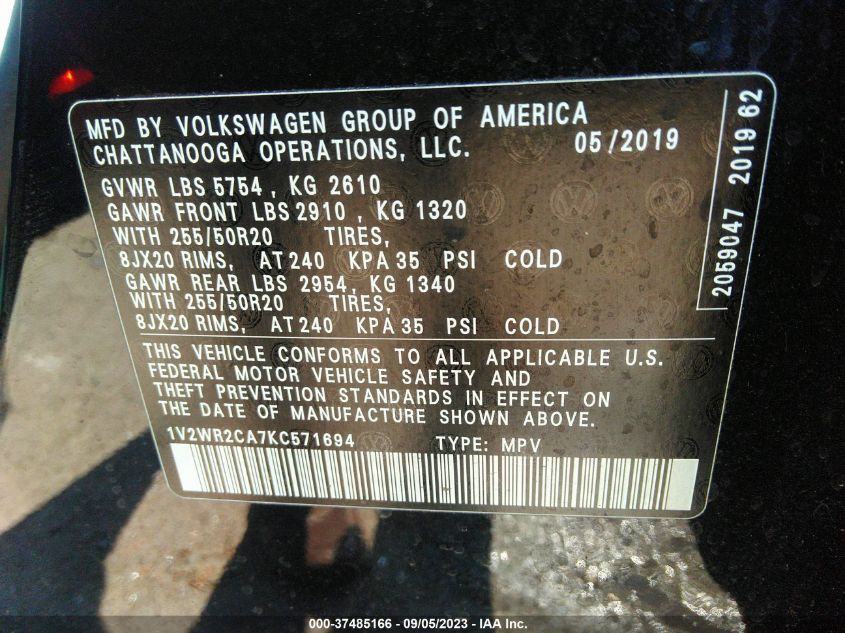 MFD BY VOLKSWAGEN GROUP OF AMERICA
CHATTANOOGA OPERATIONS, LLC. 05/2019
GVWR LBS 5754 , KG 2610
GAWR FRONT LBS 2910 , KG 1320
WITH 255/50R20 TIRES,
8JX20 RIMS, AT 240 KPA 35 PSI COLD
GAWR REAR LBS 2954, KG 1340
WITH 255/50R20 TIRES,
8JX20 RIMS, AT 240 KPA 35 PSI COLD
THIS VEHICLE CONFORMS TO ALL APPLICABLE U.S.
FEDERAL MOTOR VEHICLE SAFETY AND
THEFT PREVENTION STANDARDS IN EFFECT ON
THE DATE OF MANUFACTURE SHOWN ABOVE.
1V2WR2CA7KC571694 TYPE: MPV
2059047 2019 62
000-37485166 - 09/05/2023 - IAA Inc.